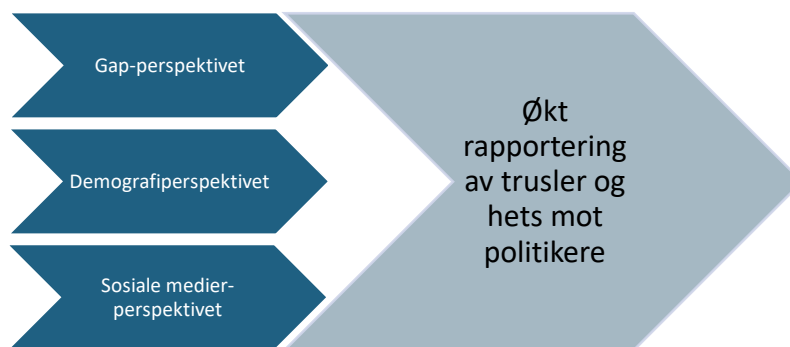 Gap-perspektivet
Demografiperspektivet
Sosiale medier-
perspektivet
Økt
rapportering
av trusler og
hets mot
politikere